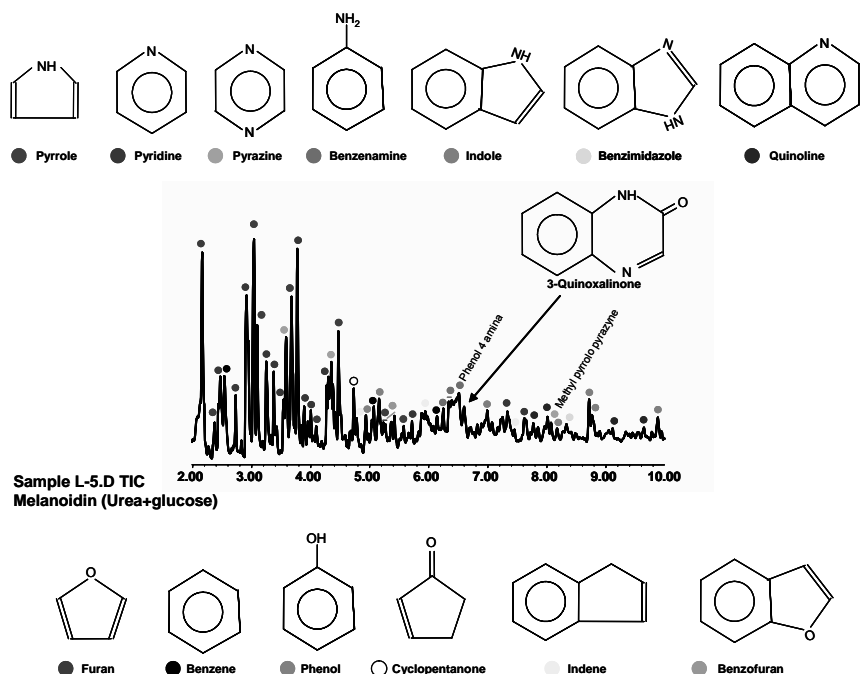 NH
N
N
N
NH2
NH
N
HN
N
Pyrrole
Pyridine
Pyrazine
Benzenamine
Indole
Benzimidazole
Quinoline
NH
O
N
3-Quinoxalinone
Phenol 4 amina
Methyl pyrrolo pyrazyne
2.00 3.00 4.00 5.00 6.00 7.00 8.00 9.00 10.00
Sample L-5.D TIC
Melanoidin (Urea+glucose)
O
OH
O
O
Furan
Benzene
Phenol
Cyclopentanone
Indene
Benzofuran